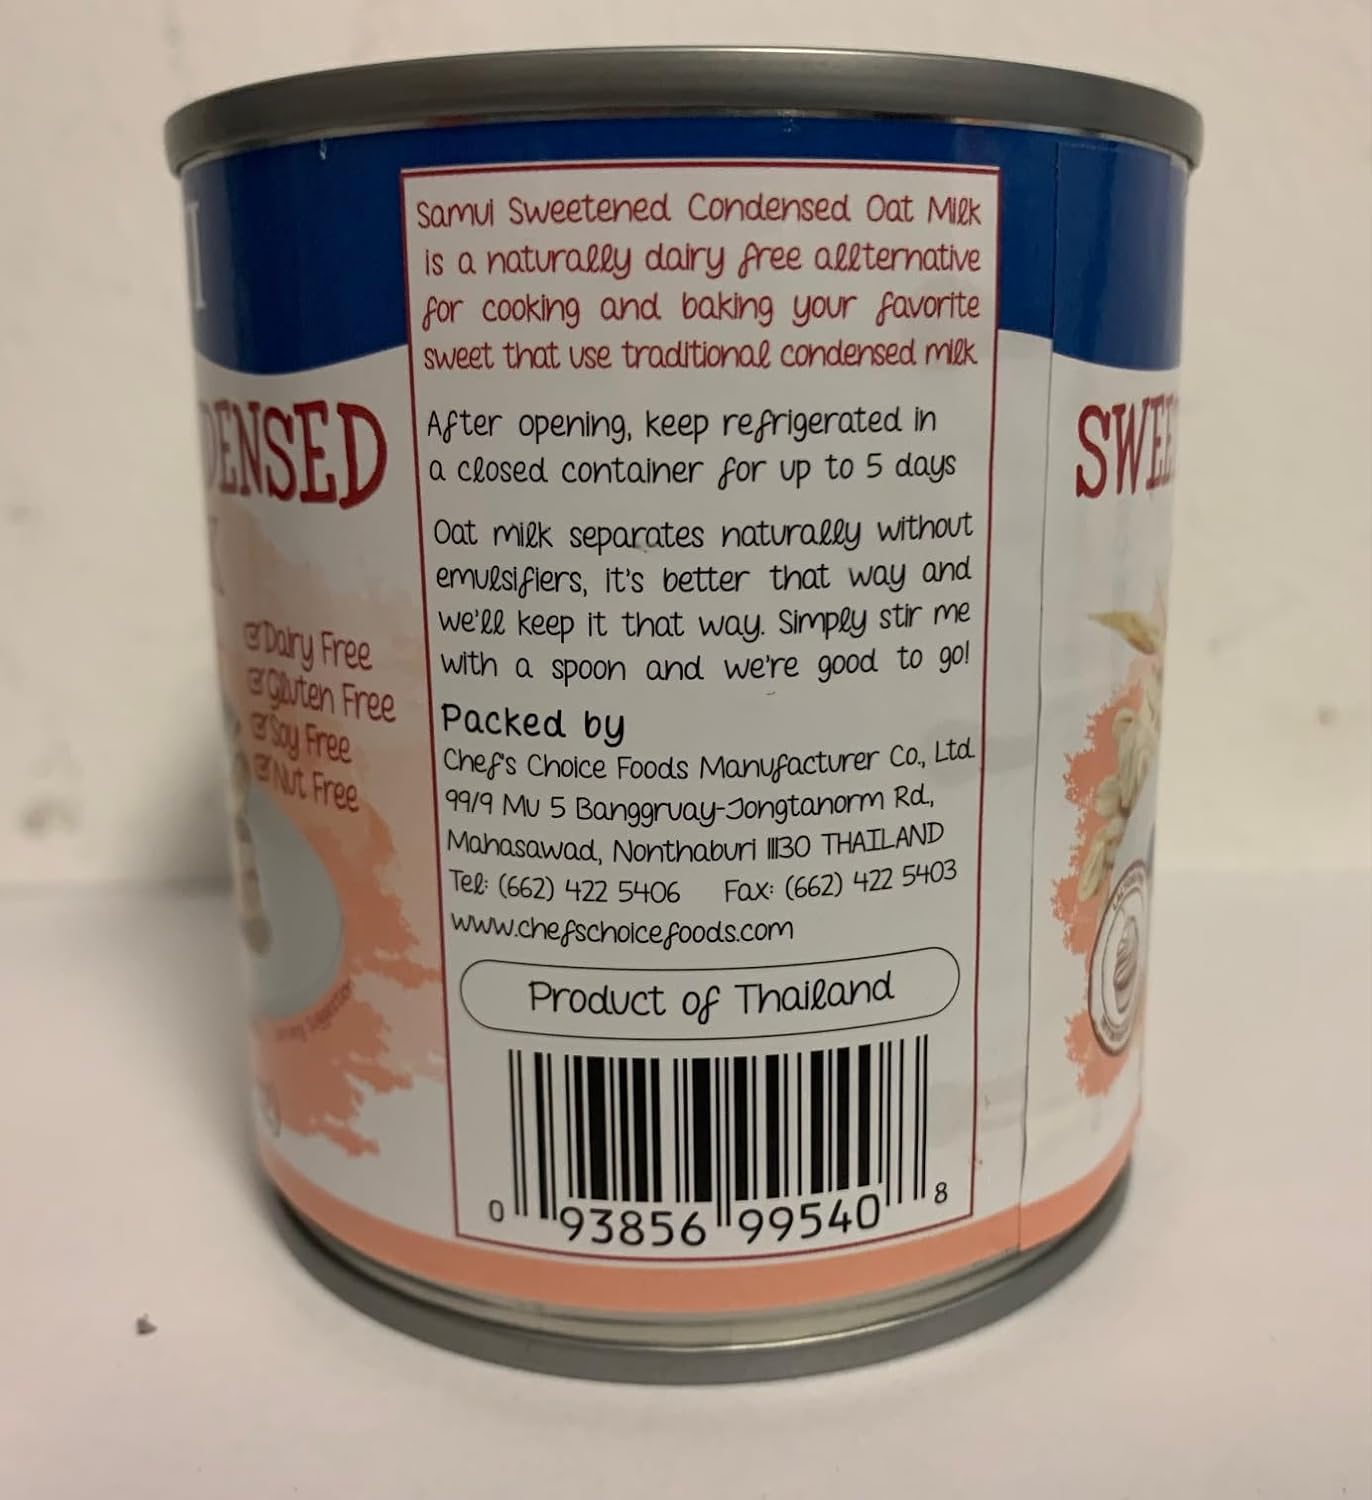 Samui Sweetened Condensed Oat Milk
is a naturally dairy free allternative
for cooking and baking your favorite
sweet that use traditional condensed milk
After opening, keep refrigerated in
a closed container for up to 5 days
Oat milk separates naturally without
emulsifiers, it's better that way and
we'll keep it that way. Simply stir me
with a spoon and we're good to go!
Packed by
Chef's Choice Foods Manufacturer Co., Ltd
99/9 Mu 5 Banggruay-Jongtanorm Rd.,
Mahasawad, Nonthaburi 11130 THAILAND
Tel: (662) 422 5406 Fax: (662) 422 5403
www.chefschoicefoods.com
Product of Thailand
0 93856 99540 8
DENSED
Dairy Free
Gluten Free
Soy Free
Nut Free
SWEE